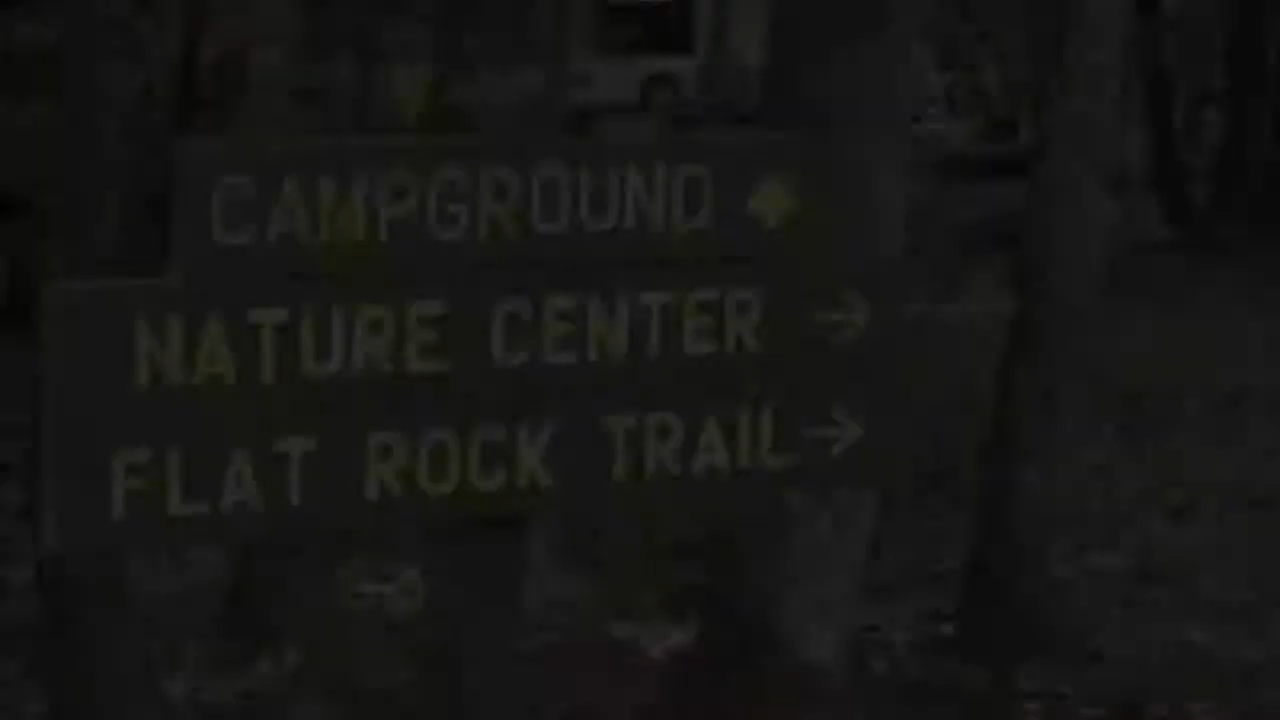 CAMPGROUND
NATURE CENTER →
FLAT ROCK TRAIL →